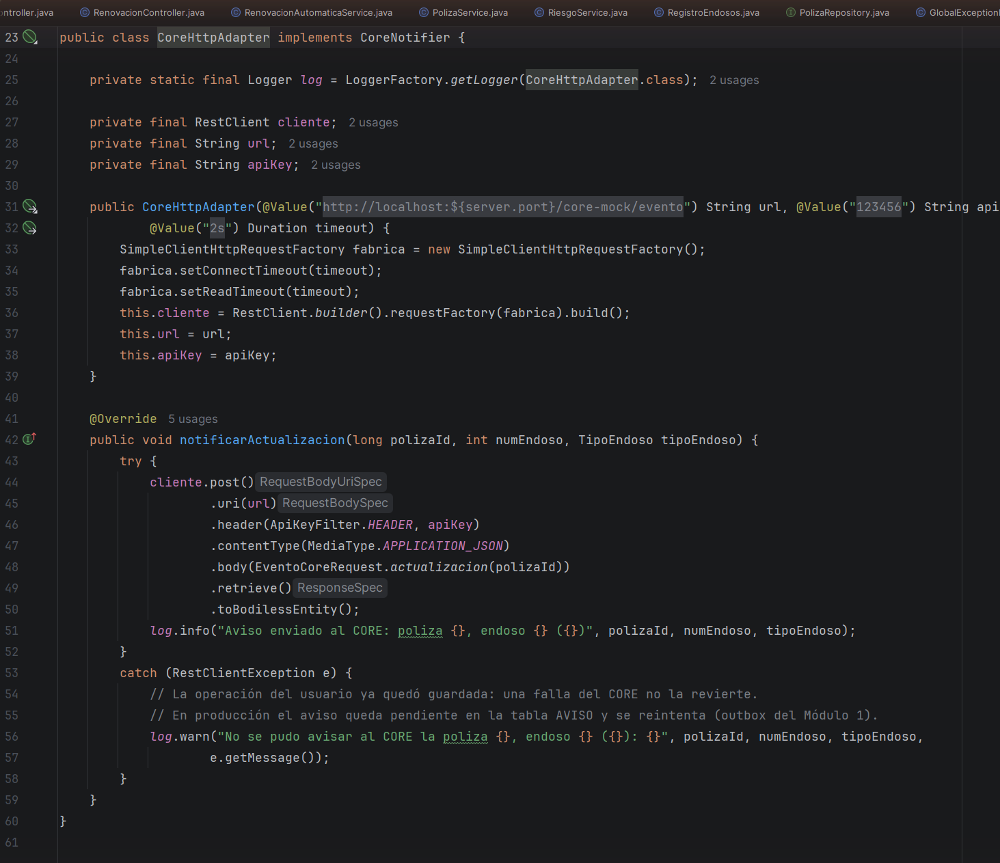 ntroller.java RenovacionController.java RenovacionAutomaticaService.java PolizaService.java RiesgoService.java RegistroEndosos.java PolizaRepository.java GlobalException
23 public class CoreHttpAdapter implements CoreNotifier {
24
25 private static final Logger log = LoggerFactory.getLogger(CoreHttpAdapter.class); 2 usages
26
27 private final RestClient cliente; 2 usages
28 private final String url; 2 usages
29 private final String apiKey; 2 usages
30
31 public CoreHttpAdapter(@Value("http://localhost:${server.port}/core-mock/evento") String url, @Value("123456") String api
32 @Value("2s") Duration timeout) {
33 SimpleClientHttpRequestFactory fabrica = new SimpleClientHttpRequestFactory();
34 fabrica.setConnectTimeout(timeout);
35 fabrica.setReadTimeout(timeout);
36 this.cliente = RestClient.builder().requestFactory(fabrica).build();
37 this.url = url;
38 this.apiKey = apiKey;
39 }
40
41 @Override 5 usages
42 public void notificarActualizacion(long polizaId, int numEndoso, TipoEndoso tipoEndoso) {
43 try {
44 cliente.post() RequestBodyUriSpec
45 .uri(url) RequestBodySpec
46 .header(ApiKeyFilter.HEADER, apiKey)
47 .contentType(MediaType.APPLICATION_JSON)
48 .body(EventoCoreRequest.actualizacion(polizaId))
49 .retrieve() ResponseSpec
50 .toBodilessEntity();
51 log.info("Aviso enviado al CORE: poliza {}, endoso {} ({})", polizaId, numEndoso, tipoEndoso);
52 }
53 catch (RestClientException e) {
54 // La operación del usuario ya quedó guardada: una falla del CORE no la revierte.
55 // En producción el aviso queda pendiente en la tabla AVISO y se reintenta (outbox del Módulo 1).
56 log.warn("No se pudo avisar al CORE la poliza {}, endoso {} ({}): {}", polizaId, numEndoso, tipoEndoso,
57 e.getMessage());
58 }
59 }
60 }
61